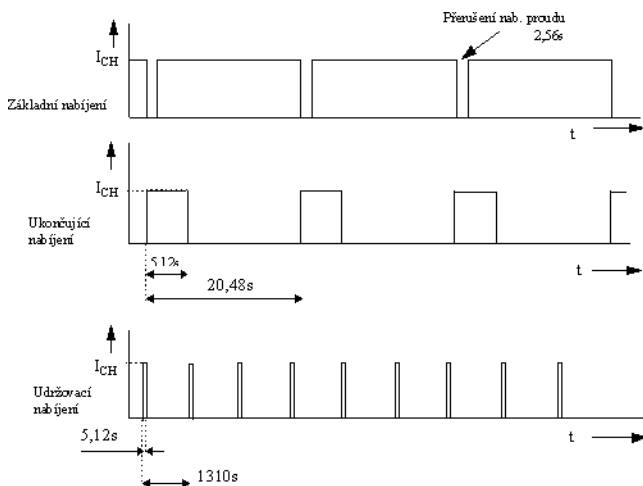 Přerušení nab. proudu
2,56s
I_CH
Základní nabíjení
t
I_CH
Ukončující
nabíjení
5,12s
20,48s
t
I_CH
Udržovací
nabíjení
5,12s
t
1310s